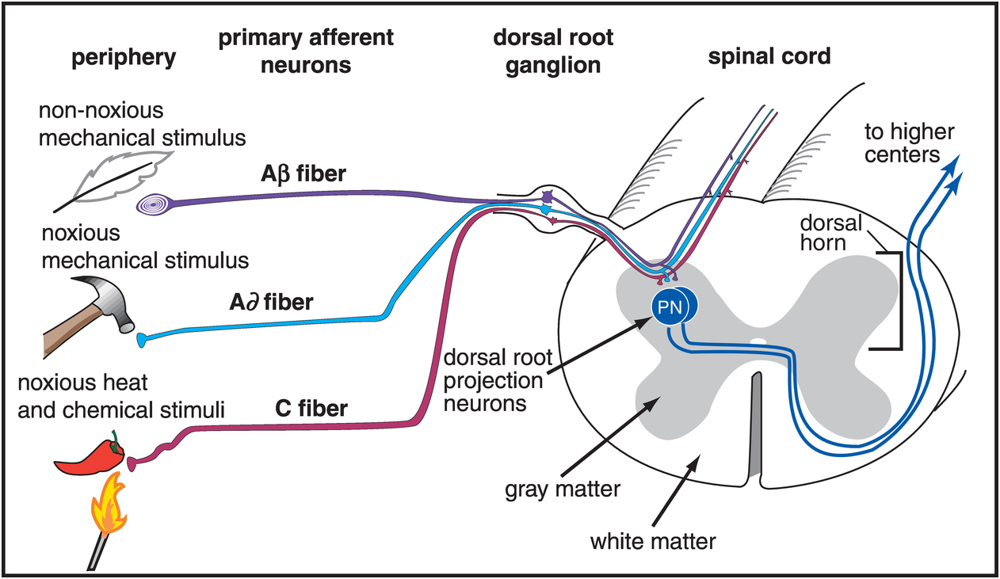 periphery
primary afferent
neurons
dorsal root
ganglion
spinal cord
non-noxious
mechanical stimulus
Aβ fiber
to higher
centers
noxious
mechanical stimulus
dorsal
horn
A∂ fiber
PN
noxious heat
and chemical stimuli
C fiber
dorsal root
projection
neurons
gray matter
white matter